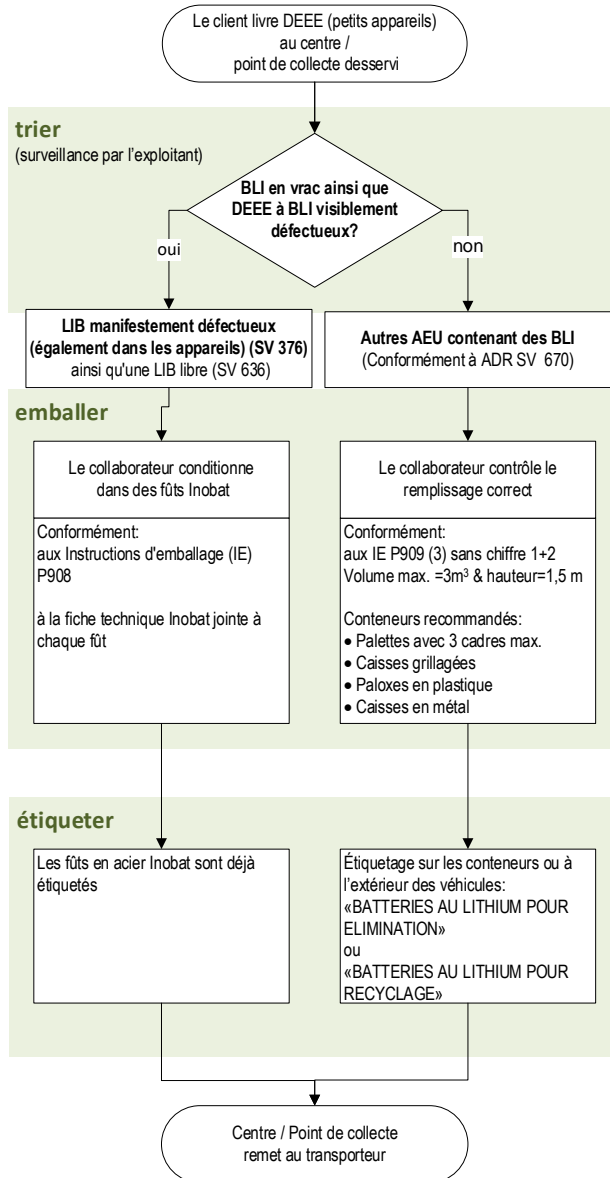 Le client livre DEEE (petits appareils)
au centre /
point de collecte desservi
trier
(surveillance par l'exploitant)
BLI en vrac ainsi que
DEEE à BLI visiblement
défectueux?
oui
non
LIB manifestement défectueux
(également dans les appareils) (SV 376)
ainsi qu'une LIB libre (SV 636)
Autres AEU contenant des BLI
(Conformément à ADR SV 670)
emballer
Le collaborateur conditionne
dans des fûts Inobat
Conformément:
aux Instructions d'emballage (IE)
P908
à la fiche technique Inobat jointe à
chaque fût
Le collaborateur contrôle le
remplissage correct
Conformément:
aux IE P909 (3) sans chiffre 1+2
Volume max. =3m³ & hauteur=1,5 m
Conteneurs recommandés:
• Palettes avec 3 cadres max.
• Caisses grillagées
• Paloxes en plastique
• Caisses en métal
étiqueter
Les fûts en acier Inobat sont déjà
étiquetés
Étiquetage sur les conteneurs ou à
l'extérieur des véhicules:
«BATTERIES AU LITHIUM POUR
ELIMINATION»
ou
«BATTERIES AU LITHIUM POUR
RECYCLAGE»
Centre / Point de collecte
remet au transporteur